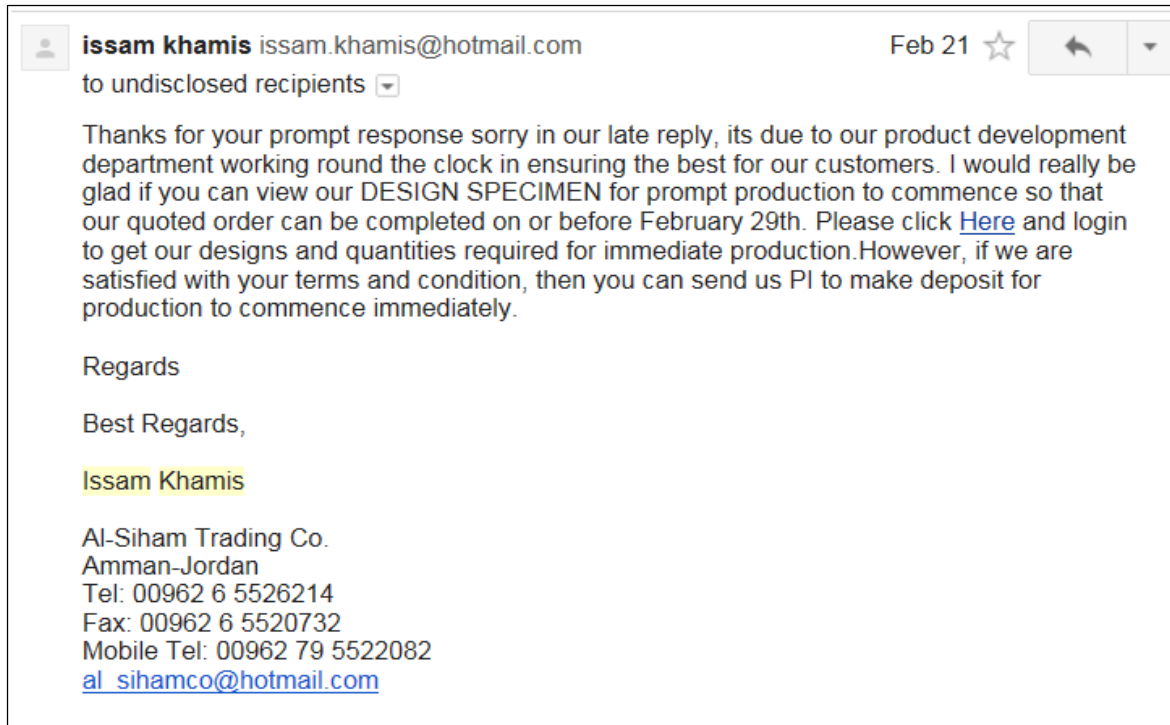 issam khamis issam.khamis@hotmail.com Feb 21
to undisclosed recipients
Thanks for your prompt response sorry in our late reply, its due to our product development
department working round the clock in ensuring the best for our customers. I would really be
glad if you can view our DESIGN SPECIMEN for prompt production to commence so that
our quoted order can be completed on or before February 29th. Please click Here and login
to get our designs and quantities required for immediate production.However, if we are
satisfied with your terms and condition, then you can send us PI to make deposit for
production to commence immediately.
Regards
Best Regards,
Issam Khamis
Al-Siham Trading Co.
Amman-Jordan
Tel: 00962 6 5526214
Fax: 00962 6 5520732
Mobile Tel: 00962 79 5522082
al_sihamco@hotmail.com